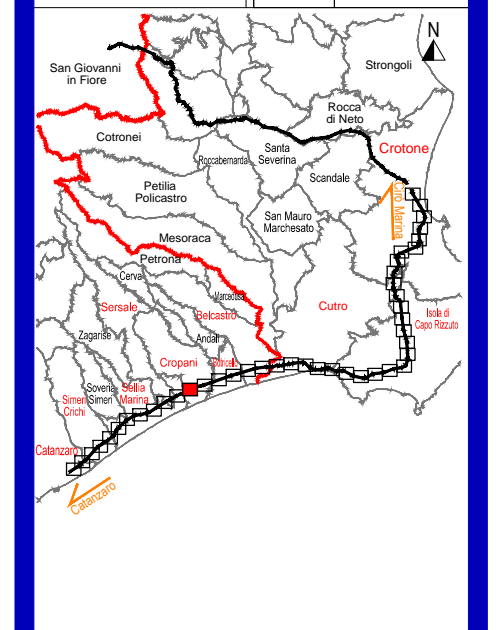 N
Strongoli
San Giovanni
in Fiore
Rocca
di Neto
Cotronei
Crotone
Santa
Severina
Roccabernarda
Scandale
Petilia
Policastro
Ciro Marina
San Mauro
Marchesato
Mesoraca
Petrona
Cerva
Marcedusa
Sersale
Belcastro
Cutro
Isola di
Capo Rizzuto
Zagarise
Andali
Cropani
Botricello
Soveria
Simeri
Sellia
Marina
Simeri
Crichi
Catanzaro
Catanzaro